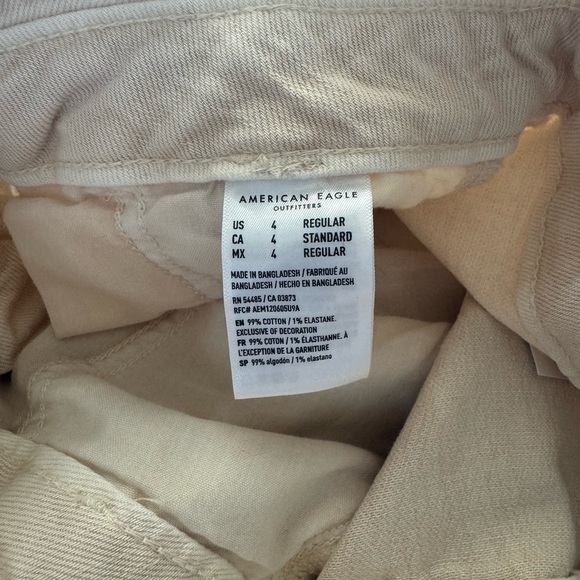 AMERICAN EAGLE
OUTFITTERS
US 4 REGULAR
CA 4 STANDARD
MX 4 REGULAR
MADE IN BANGLADESH / FABRIQUÉ AU
BANGLADESH / HECHO EN BANGLADESH
RN 54485 / CA 03873
RFC# AEM120605U9A
EN 99% COTTON / 1% ELASTANE.
EXCLUSIVE OF DECORATION
FR 99% COTTON / 1% ÉLASTHANNE. À
L'EXCEPTION DE LA GARNITURE
SP 99% algodón / 1% elastano